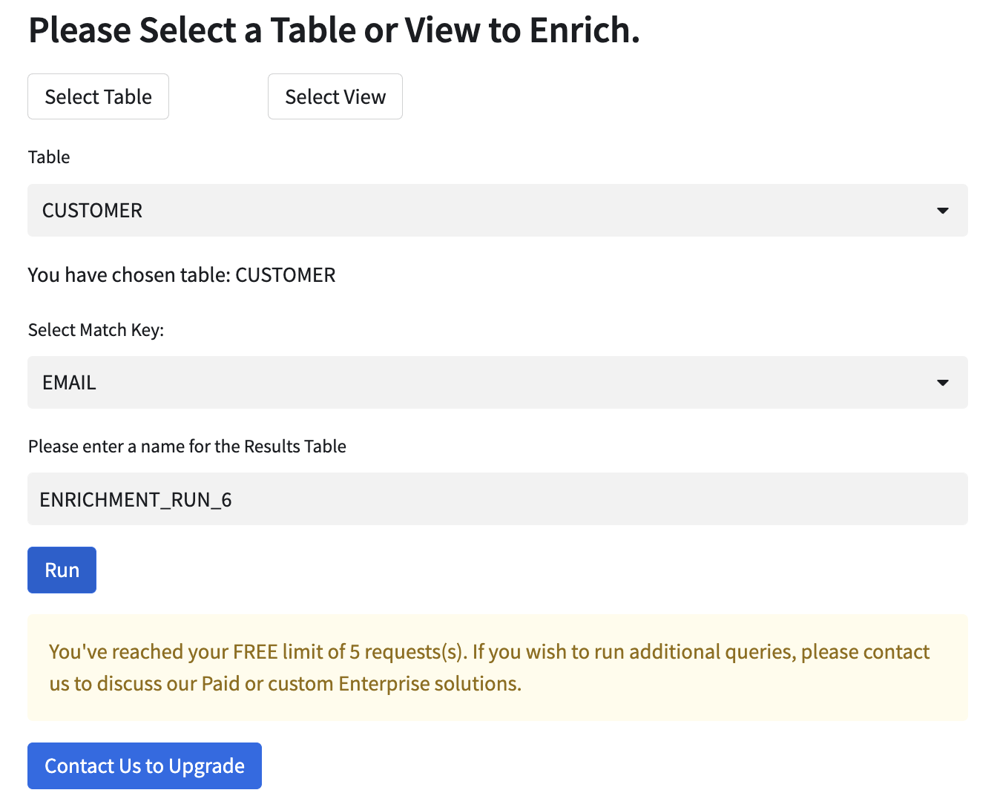 Please Select a Table or View to Enrich.
Select Table
Select View
Table
CUSTOMER
You have chosen table: CUSTOMER
Select Match Key:
EMAIL
Please enter a name for the Results Table
ENRICHMENT_RUN_6
Run
You've reached your FREE limit of 5 requests(s). If you wish to run additional queries, please contact
us to discuss our Paid or custom Enterprise solutions.
Contact Us to Upgrade